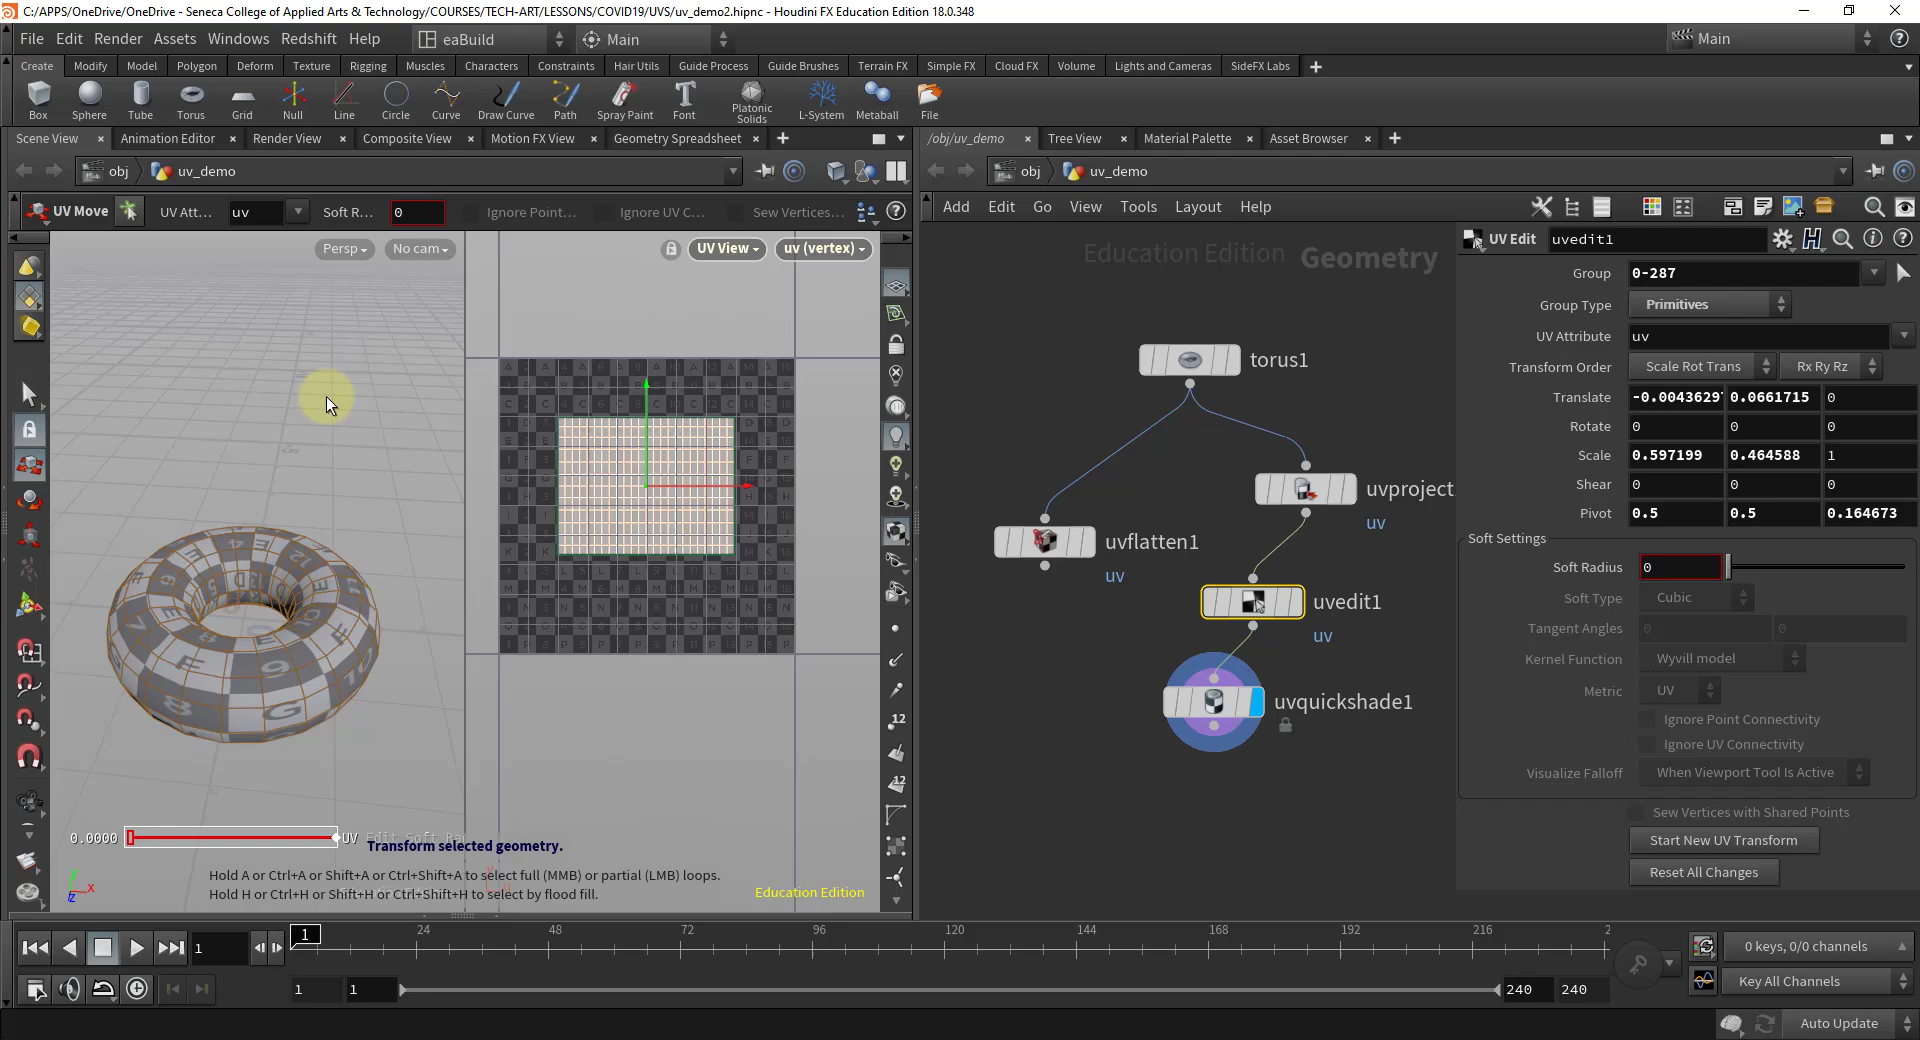 C:/APPS/OneDrive/OneDrive - Seneca College of Applied Arts & Technology/COURSES/TECH-ART/LESSONS/COVID19/UVS/uv_demo2.hipnc - Houdini FX Education Edition 18.0.348
File Edit Render Assets Windows Redshift Help eaBuild Main Main
Create Modify Model Polygon Deform Texture Rigging Muscles Characters Constraints Hair Utils Guide Process Guide Brushes Terrain FX Simple FX Cloud FX Volume Lights and Cameras SideFX Labs
Box Sphere Tube Torus Grid Null Line Circle Curve Draw Curve Path Spray Paint Font Platonic Solids L-System Metaball File
Scene View Animation Editor Render View Composite View Motion FX View Geometry Spreadsheet
/obj/uv_demo Tree View Material Palette Asset Browser
obj uv_demo
obj uv_demo
UV Move UV Att... uv Soft R... 0 Ignore Point... Ignore UV C... Sew Vertices...
Add Edit Go View Tools Layout Help
Persp No cam UV View uv (vertex)
Education Edition Geometry
torus1
uvproject
uv
uvflatten1
uv
uvedit1
uv
uvquickshade1
UV Edit uvedit1
Group 0-287
Group Type Primitives
UV Attribute uv
Transform Order Scale Rot Trans Rx Ry Rz
Translate -0.0043629 0.0661715 0
Rotate 0 0 0
Scale 0.597199 0.464588 1
Shear 0 0 0
Pivot 0.5 0.5 0.164673
Soft Settings
Soft Radius 0
Soft Type Cubic
Tangent Angles 0 0
Kernel Function Wyvill model
Metric UV
Ignore Point Connectivity
Ignore UV Connectivity
Visualize Falloff When Viewport Tool Is Active
Sew Vertices with Shared Points
Start New UV Transform
Reset All Changes
12
12
0.0000 UV Edit Soft Ra
Transform selected geometry.
Hold A or Ctrl+A or Shift+A or Ctrl+Shift+A to select full (MMB) or partial (LMB) loops.
Hold H or Ctrl+H or Shift+H or Ctrl+Shift+H to select by flood fill.
Education Edition
1 1 24 48 72 96 120 144 168 192 216 2
0 keys, 0/0 channels
1 1 240 240
Key All Channels
Auto Update